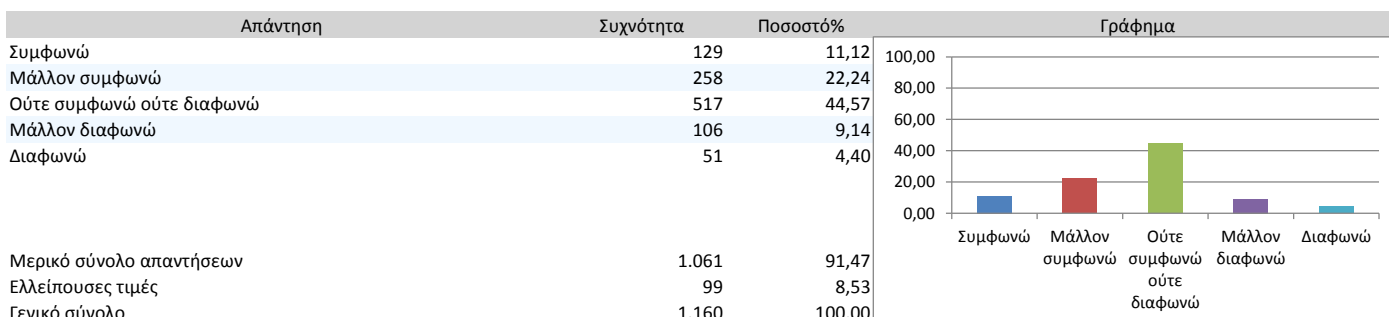 Απάντηση Συχνότητα Ποσοστό% Γράφημα
Συμφωνώ 129 11,12
Μάλλον συμφωνώ 258 22,24
Ούτε συμφωνώ ούτε διαφωνώ 517 44,57
Μάλλον διαφωνώ 106 9,14
Διαφωνώ 51 4,40
Μερικό σύνολο απαντήσεων 1.061 91,47
Ελλείπουσες τιμές 99 8,53
Γενικό σύνολο 1.160 100,00
100,00
80,00
60,00
40,00
20,00
0,00
Συμφωνώ Μάλλον Ούτε Μάλλον Διαφωνώ
συμφωνώ συμφωνώ διαφωνώ
ούτε
διαφωνώ